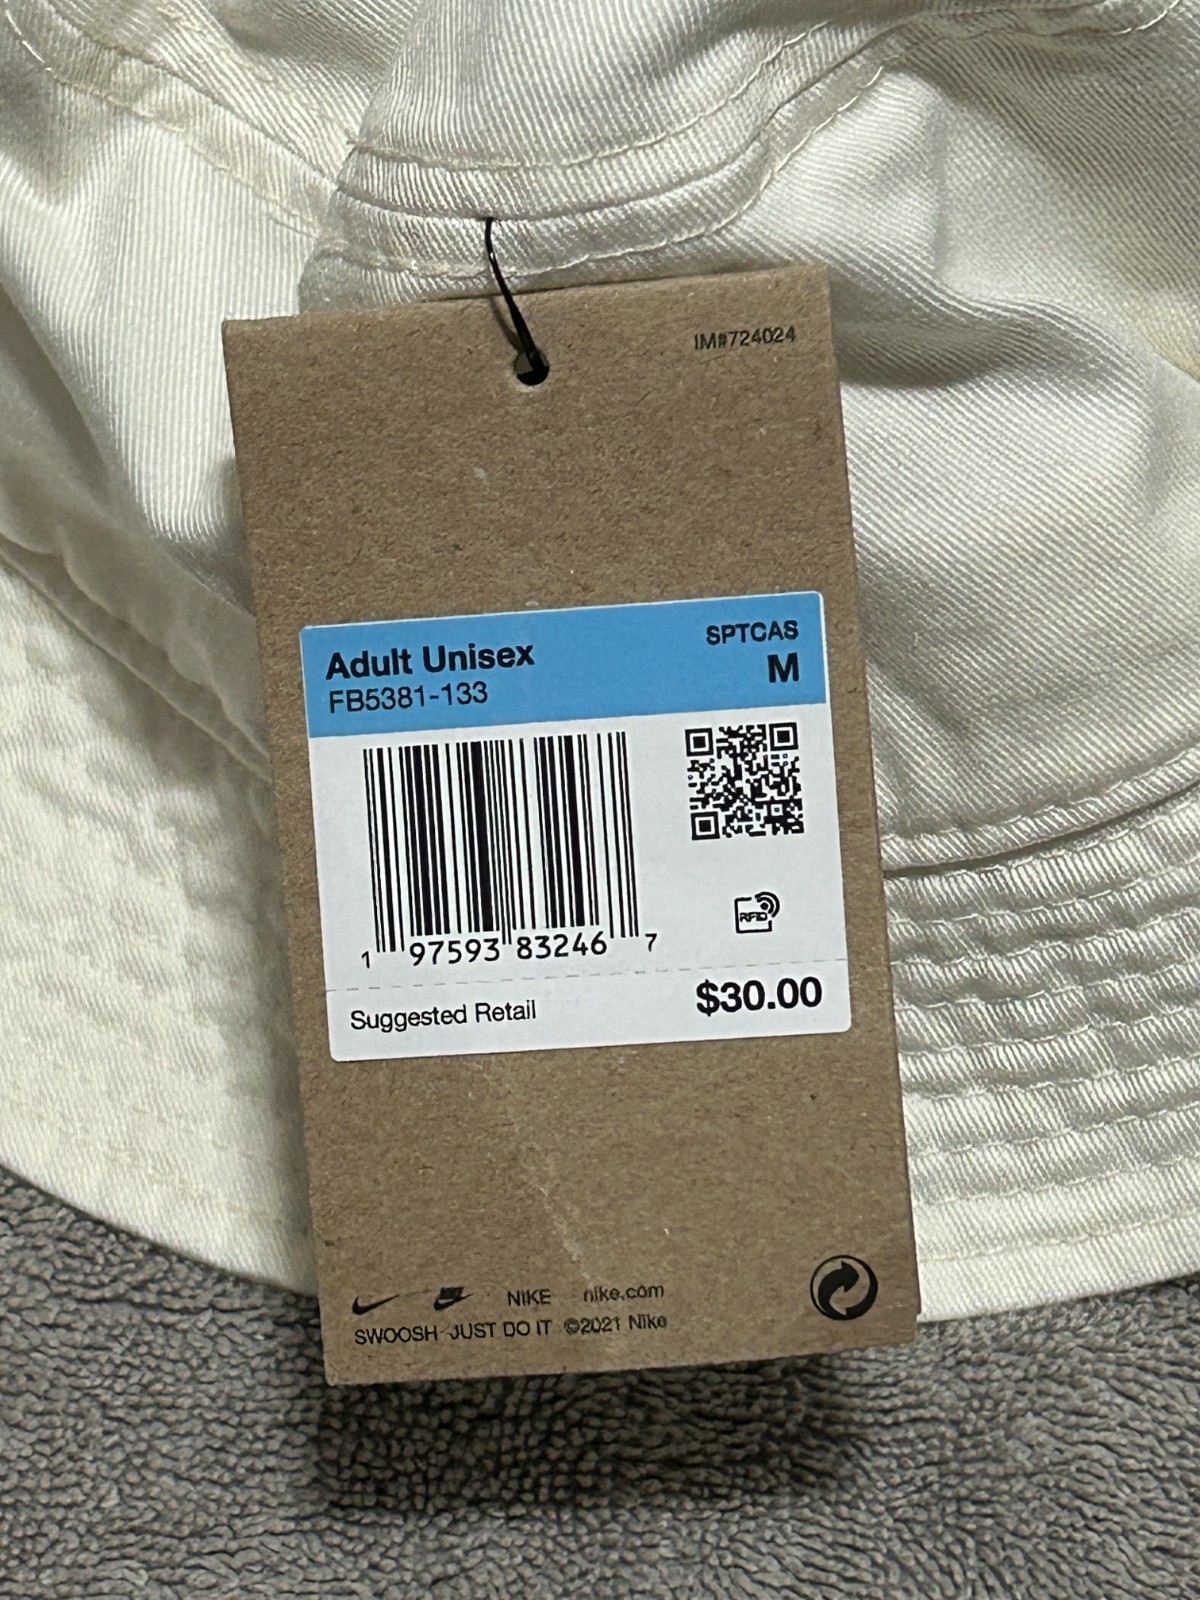 IM#724024
Adult Unisex SPTCAS
FB5381-133 M
RFID
1 97593 83246 7
Suggested Retail $30.00
NIKE nike.com
SWOOSH JUST DO IT ©2021 Nike